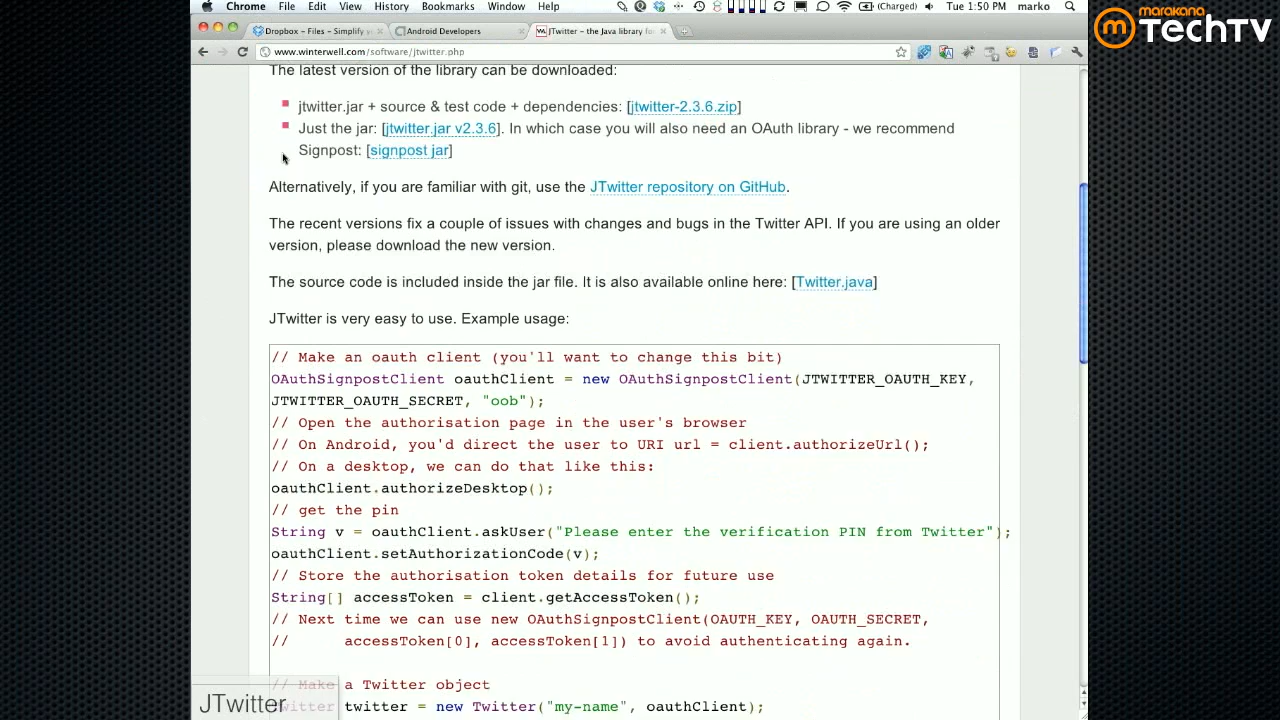 Chrome File Edit View History Bookmarks Window Help (Charged) Tue 1:50 PM marko
marakana
TechTV
Dropbox – Files – Simplify y Android Developers JTwitter – the Java library fo
www.winterwell.com/software/jtwitter.php
The latest version of the library can be downloaded:
jtwitter.jar + source & test code + dependencies: [jtwitter-2.3.6.zip]
Just the jar: [jtwitter.jar v2.3.6]. In which case you will also need an OAuth library - we recommend
Signpost: [signpost jar]
Alternatively, if you are familiar with git, use the JTwitter repository on GitHub.
The recent versions fix a couple of issues with changes and bugs in the Twitter API. If you are using an older
version, please download the new version.
The source code is included inside the jar file. It is also available online here: [Twitter.java]
JTwitter is very easy to use. Example usage:
// Make an oauth client (you'll want to change this bit)
OAuthSignpostClient oauthClient = new OAuthSignpostClient(JTWITTER_OAUTH_KEY,
JTWITTER_OAUTH_SECRET, "oob");
// Open the authorisation page in the user's browser
// On Android, you'd direct the user to URI url = client.authorizeUrl();
// On a desktop, we can do that like this:
oauthClient.authorizeDesktop();
// get the pin
String v = oauthClient.askUser("Please enter the verification PIN from Twitter");
oauthClient.setAuthorizationCode(v);
// Store the authorisation token details for future use
String[] accessToken = client.getAccessToken();
// Next time we can use new OAuthSignpostClient(OAUTH_KEY, OAUTH_SECRET,
// accessToken[0], accessToken[1]) to avoid authenticating again.
// Make a Twitter object
Twitter twitter = new Twitter("my-name", oauthClient);
JTwitter